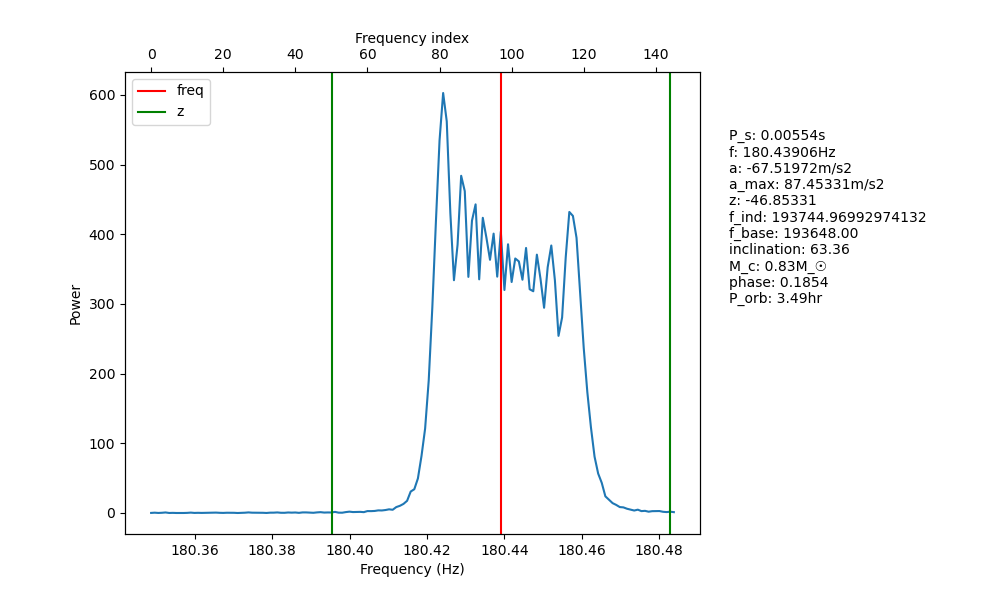 Frequency index
0 20 40 60 80 100 120 140
freq
z
600
500
400
300
200
100
0
Power
180.36 180.38 180.40 180.42 180.44 180.46 180.48
Frequency (Hz)
P_s: 0.00554s
f: 180.43906Hz
a: -67.51972m/s2
a_max: 87.45331m/s2
z: -46.85331
f_ind: 193744.96992974132
f_base: 193648.00
inclination: 63.36
M_c: 0.83M_☉
phase: 0.1854
P_orb: 3.49hr